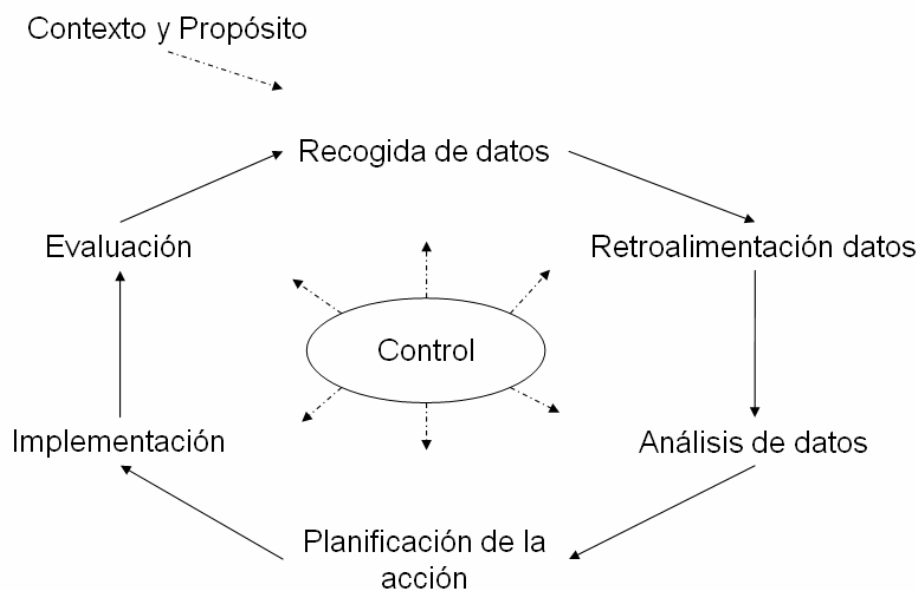 Contexto y Propósito
Recogida de datos
Evaluación
Retroalimentación datos
Control
Implementación
Análisis de datos
Planificación de la
acción